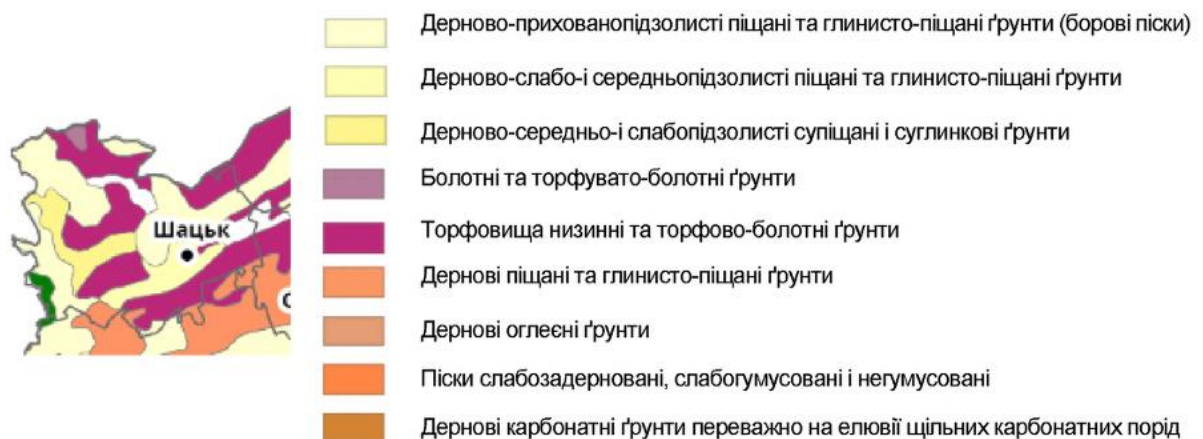 Дерново-прихованопідзолисті піщані та глинисто-піщані ґрунти (борові піски)
Дерново-слабо-і середньопідзолисті піщані та глинисто-піщані ґрунти
Дерново-середньо-і слабопідзолисті супіщані і суглинкові ґрунти
Болотні та торфувато-болотні ґрунти
Шацьк
Торфовища низинні та торфово-болотні ґрунти
Дернові піщані та глинисто-піщані ґрунти
Дернові оглеєні ґрунти
Піски слабозадерновані, слабогумусовані і негумусовані
Дернові карбонатні ґрунти переважно на елювії щільних карбонатних порід